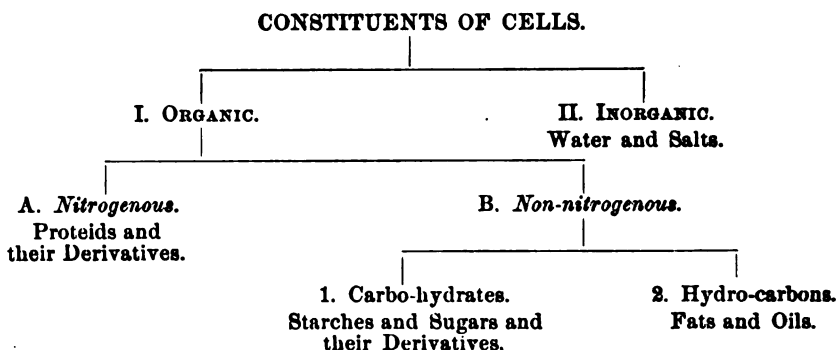 CONSTITUENTS OF CELLS.
I. ORGANIC.
II. INORGANIC.
Water and Salts.
A. Nitrogenous.
Proteids and
their Derivatives.
B. Non-nitrogenous.
1. Carbo-hydrates.
Starches and Sugars and
their Derivatives.
2. Hydro-carbons.
Fats and Oils.